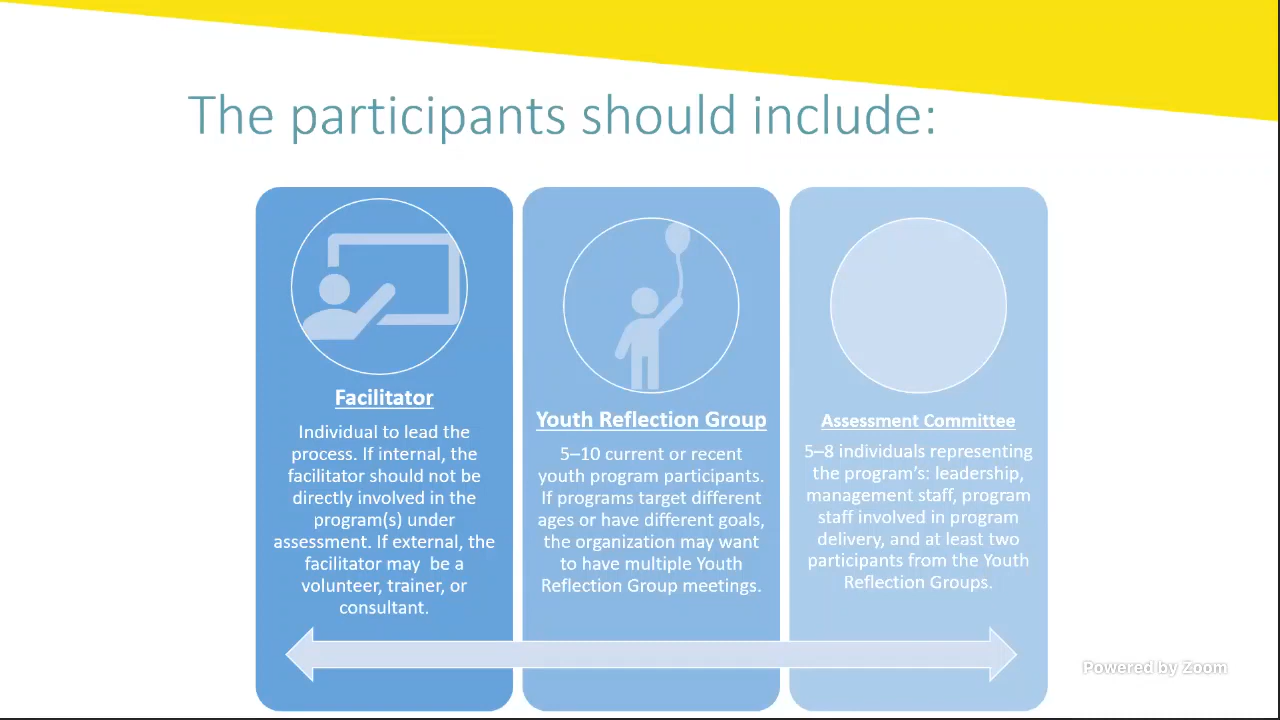 The participants should include:
Facilitator
Individual to lead the
process. If internal, the
facilitator should not be
directly involved in the
program(s) under
assessment. If external, the
facilitator may be a
volunteer, trainer, or
consultant.
Youth Reflection Group
5–10 current or recent
youth program participants.
If programs target different
ages or have different goals,
the organization may want
to have multiple Youth
Reflection Group meetings.
Assessment Committee
5–8 individuals representing
the program’s: leadership,
management staff, program
staff involved in program
delivery, and at least two
participants from the Youth
Reflection Groups.
Powered by Zoom